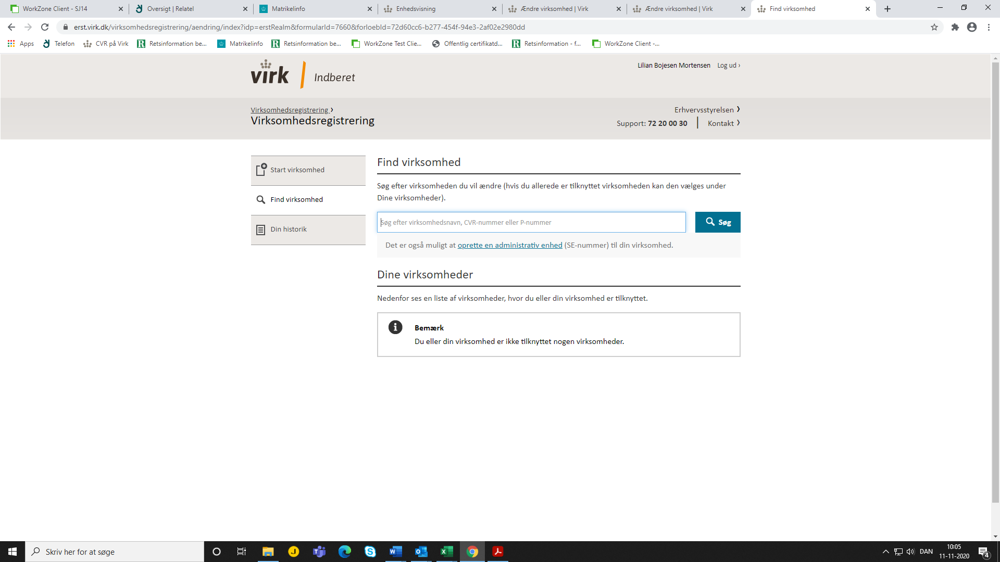 WorkZone Client - SJ14
Oversigt | Relatel
Matrikelinfo
Enhedsvisning
Ændre virksomhed | Virk
Ændre virksomhed | Virk
Find virksomhed
erst.virk.dk/virksomhedsregistrering/aendring/index?idp=erstRealm&formularId=7660&forloebId=72d60cc6-b277-454f-94e3-2af02e2980dd
Apps
Telefon
CVR på Virk
Retsinformation be...
Matrikelinfo
Retsinformation be...
WorkZone Test Clie...
Offentlig certifikatd...
Retsinformation - f...
WorkZone Client -...
virk
Indberet
Lilian Bojesen Mortensen Log ud ›
Virksomhedsregistrering ›
Virksomhedsregistrering
Erhvervsstyrelsen ›
Support: 72 20 00 30 | Kontakt ›
Start virksomhed
Find virksomhed
Din historik
Find virksomhed
Søg efter virksomheden du vil ændre (hvis du allerede er tilknyttet virksomheden kan den vælges under
Dine virksomheder).
Søg efter virksomhedsnavn, CVR-nummer eller P-nummer
Søg
Det er også muligt at oprette en administrativ enhed (SE-nummer) til din virksomhed.
Dine virksomheder
Nedenfor ses en liste af virksomheder, hvor du eller din virksomhed er tilknyttet.
Bemærk
Du eller din virksomhed er ikke tilknyttet nogen virksomheder.
Skriv her for at søge
DAN
10:05
11-11-2020
4